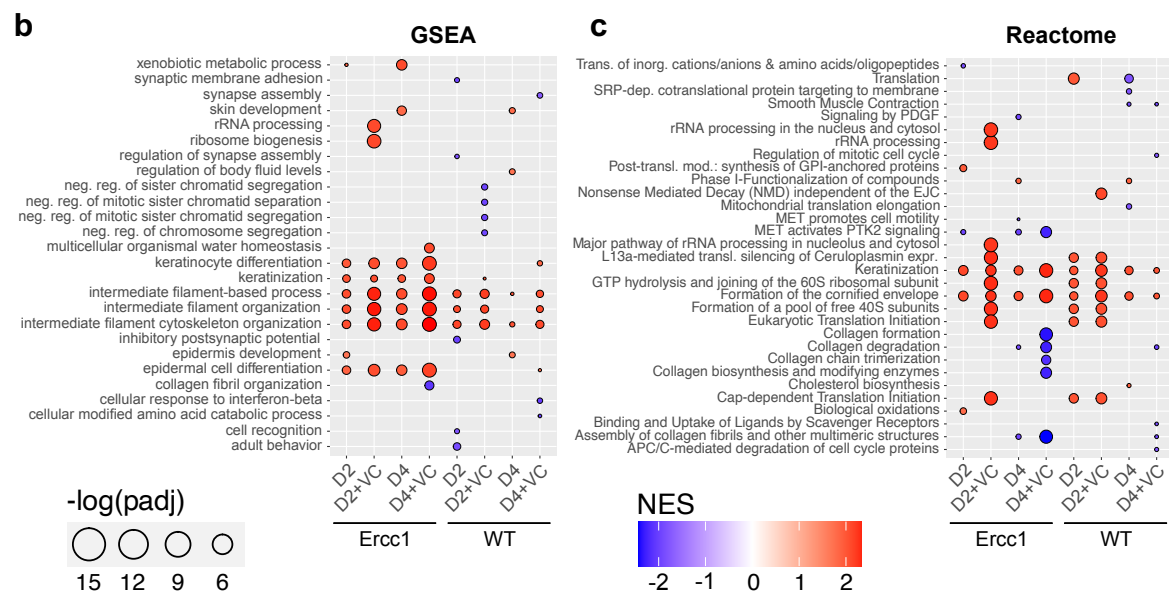 b
GSEA
xenobiotic metabolic process
synaptic membrane adhesion
synapse assembly
skin development
rRNA processing
ribosome biogenesis
regulation of synapse assembly
regulation of body fluid levels
neg. reg. of sister chromatid segregation
neg. reg. of mitotic sister chromatid separation
neg. reg. of mitotic sister chromatid segregation
neg. reg. of chromosome segregation
multicellular organismal water homeostasis
keratinocyte differentiation
keratinization
intermediate filament-based process
intermediate filament organization
intermediate filament cytoskeleton organization
inhibitory postsynaptic potential
epidermis development
epidermal cell differentiation
collagen fibril organization
cellular response to interferon-beta
cellular modified amino acid catabolic process
cell recognition
adult behavior
D2 D2+VC D4 D4+VC D2 D2+VC D4 D4+VC
Ercc1 WT
-log(padj)
15 12 9 6
c
Reactome
Trans. of inorg. cations/anions & amino acids/oligopeptides
Translation
SRP-dep. cotranslational protein targeting to membrane
Smooth Muscle Contraction
Signaling by PDGF
rRNA processing in the nucleus and cytosol
rRNA processing
Regulation of mitotic cell cycle
Post-transl. mod.: synthesis of GPI-anchored proteins
Phase I-Functionalization of compounds
Nonsense Mediated Decay (NMD) independent of the EJC
Mitochondrial translation elongation
MET promotes cell motility
MET activates PTK2 signaling
Major pathway of rRNA processing in nucleolus and cytosol
L13a-mediated transl. silencing of Ceruloplasmin expr.
Keratinization
GTP hydrolysis and joining of the 60S ribosomal subunit
Formation of the cornified envelope
Formation of a pool of free 40S subunits
Eukaryotic Translation Initiation
Collagen formation
Collagen degradation
Collagen chain trimerization
Collagen biosynthesis and modifying enzymes
Cholesterol biosynthesis
Cap-dependent Translation Initiation
Biological oxidations
Binding and Uptake of Ligands by Scavenger Receptors
Assembly of collagen fibrils and other multimeric structures
APC/C-mediated degradation of cell cycle proteins
D2 D2+VC D4 D4+VC D2 D2+VC D4 D4+VC
Ercc1 WT
NES
-2 -1 0 1 2